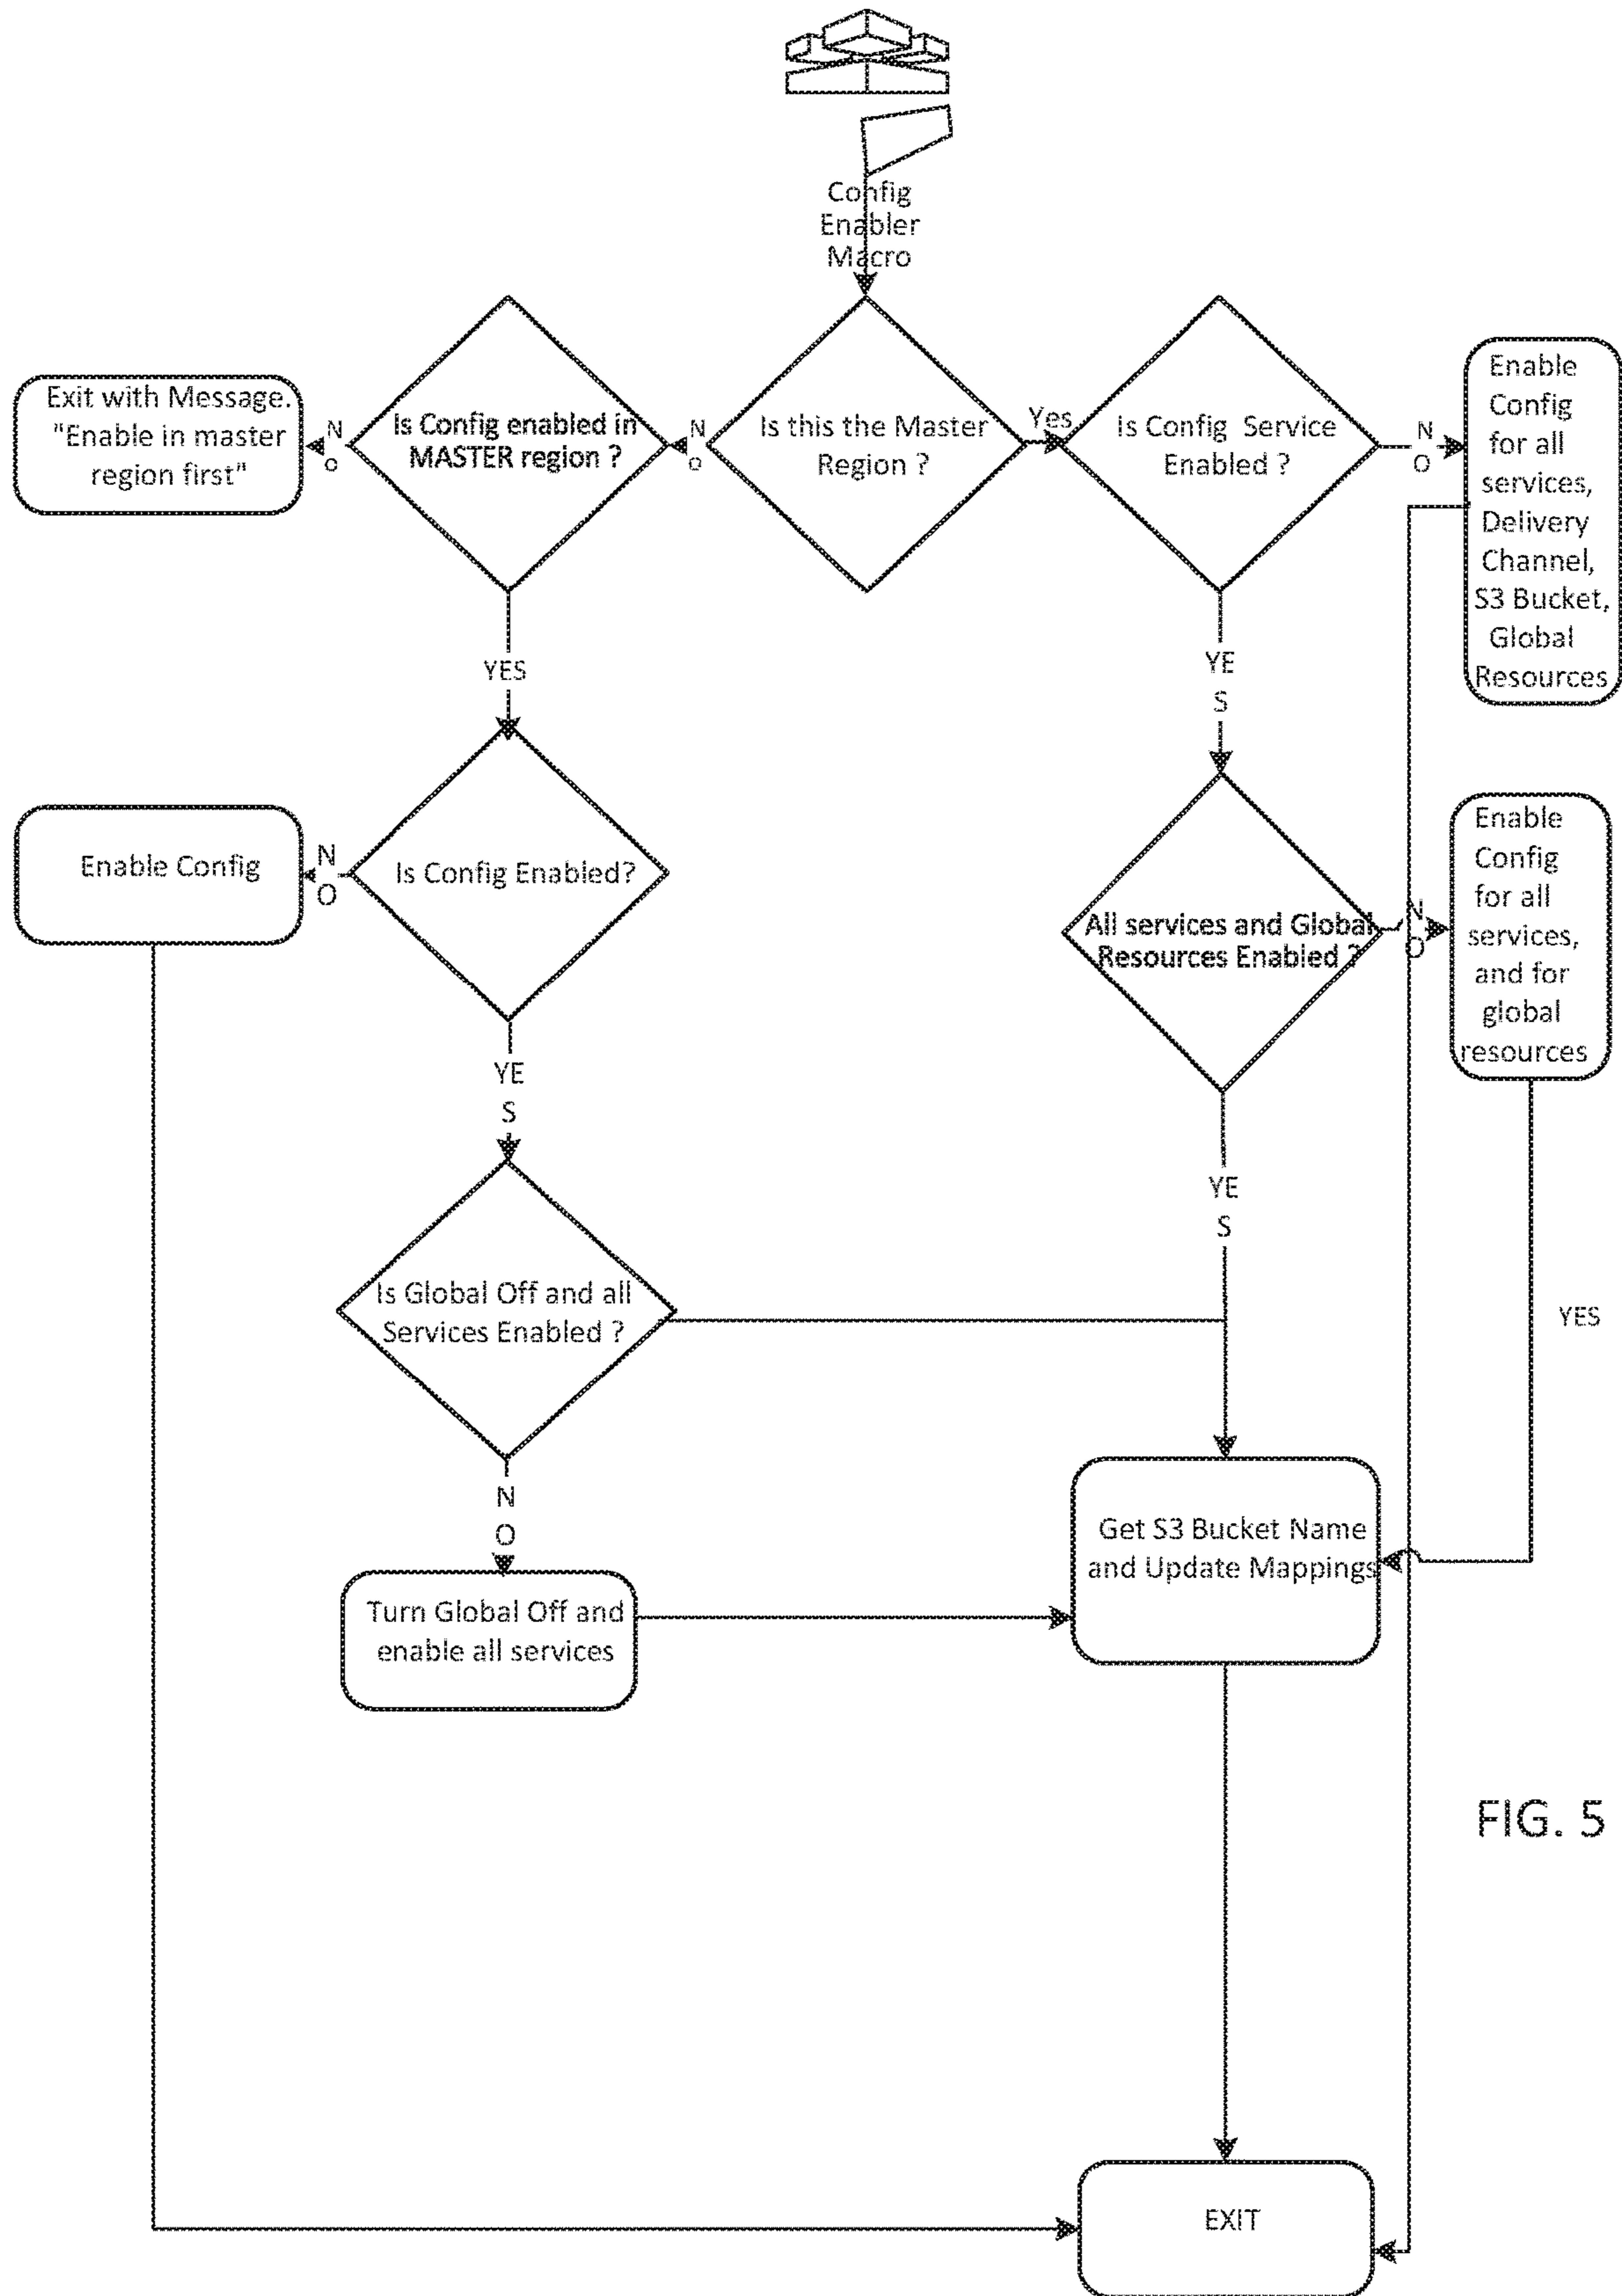 Config
Enabler
Macro
Exit with Message.
"Enable in master
region first"
N
o
Is Config enabled in
MASTER region ?
N
o
Is this the Master
Region ?
Yes
Is Config Service
Enabled ?
N
O
Enable
Config
for all
services,
Delivery
Channel,
S3 Bucket,
Global
Resources
YES
YE
S
Enable Config
N
O
Is Config Enabled?
All services and Global
Resources Enabled ?
N
O
Enable
Config
for all
services,
and for
global
resources
YE
S
YE
S
Is Global Off and all
Services Enabled ?
YES
N
O
Get S3 Bucket Name
and Update Mappings
Turn Global Off and
enable all services
FIG. 5
EXIT